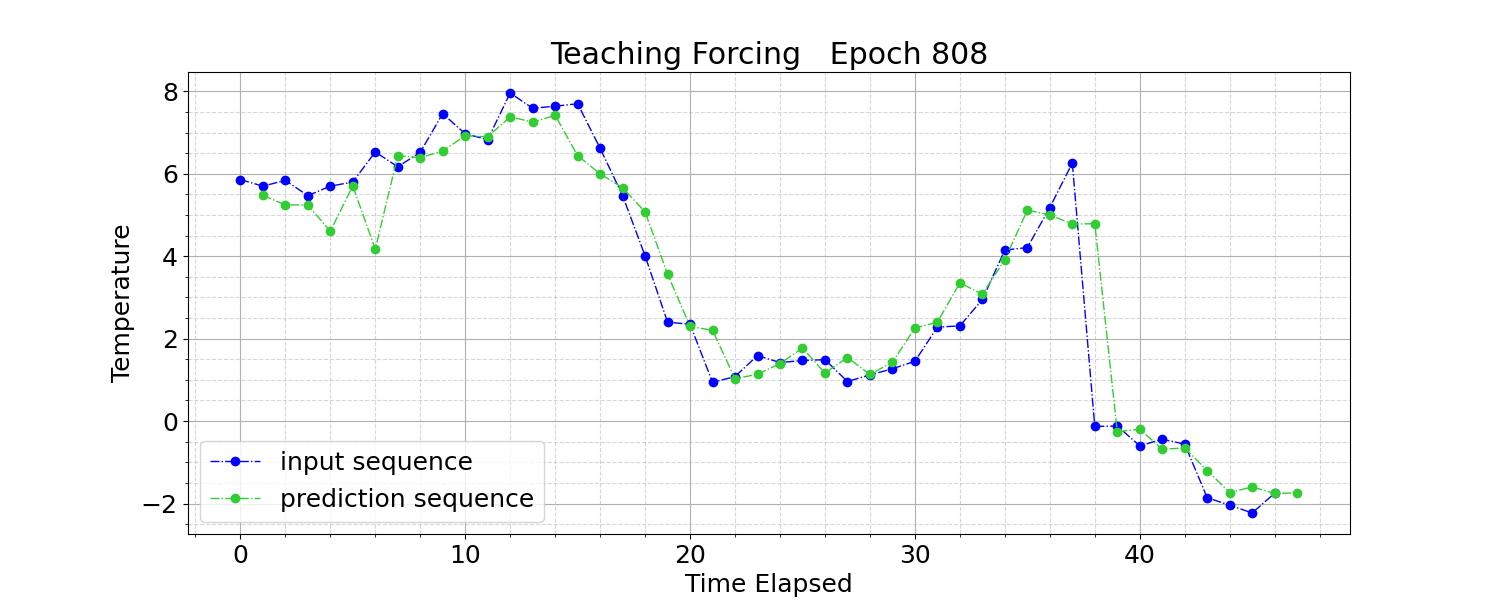 Teaching Forcing   Epoch 808
8
6
4
2
0
−2
Temperature
input sequence
prediction sequence
0 10 20 30 40
Time Elapsed